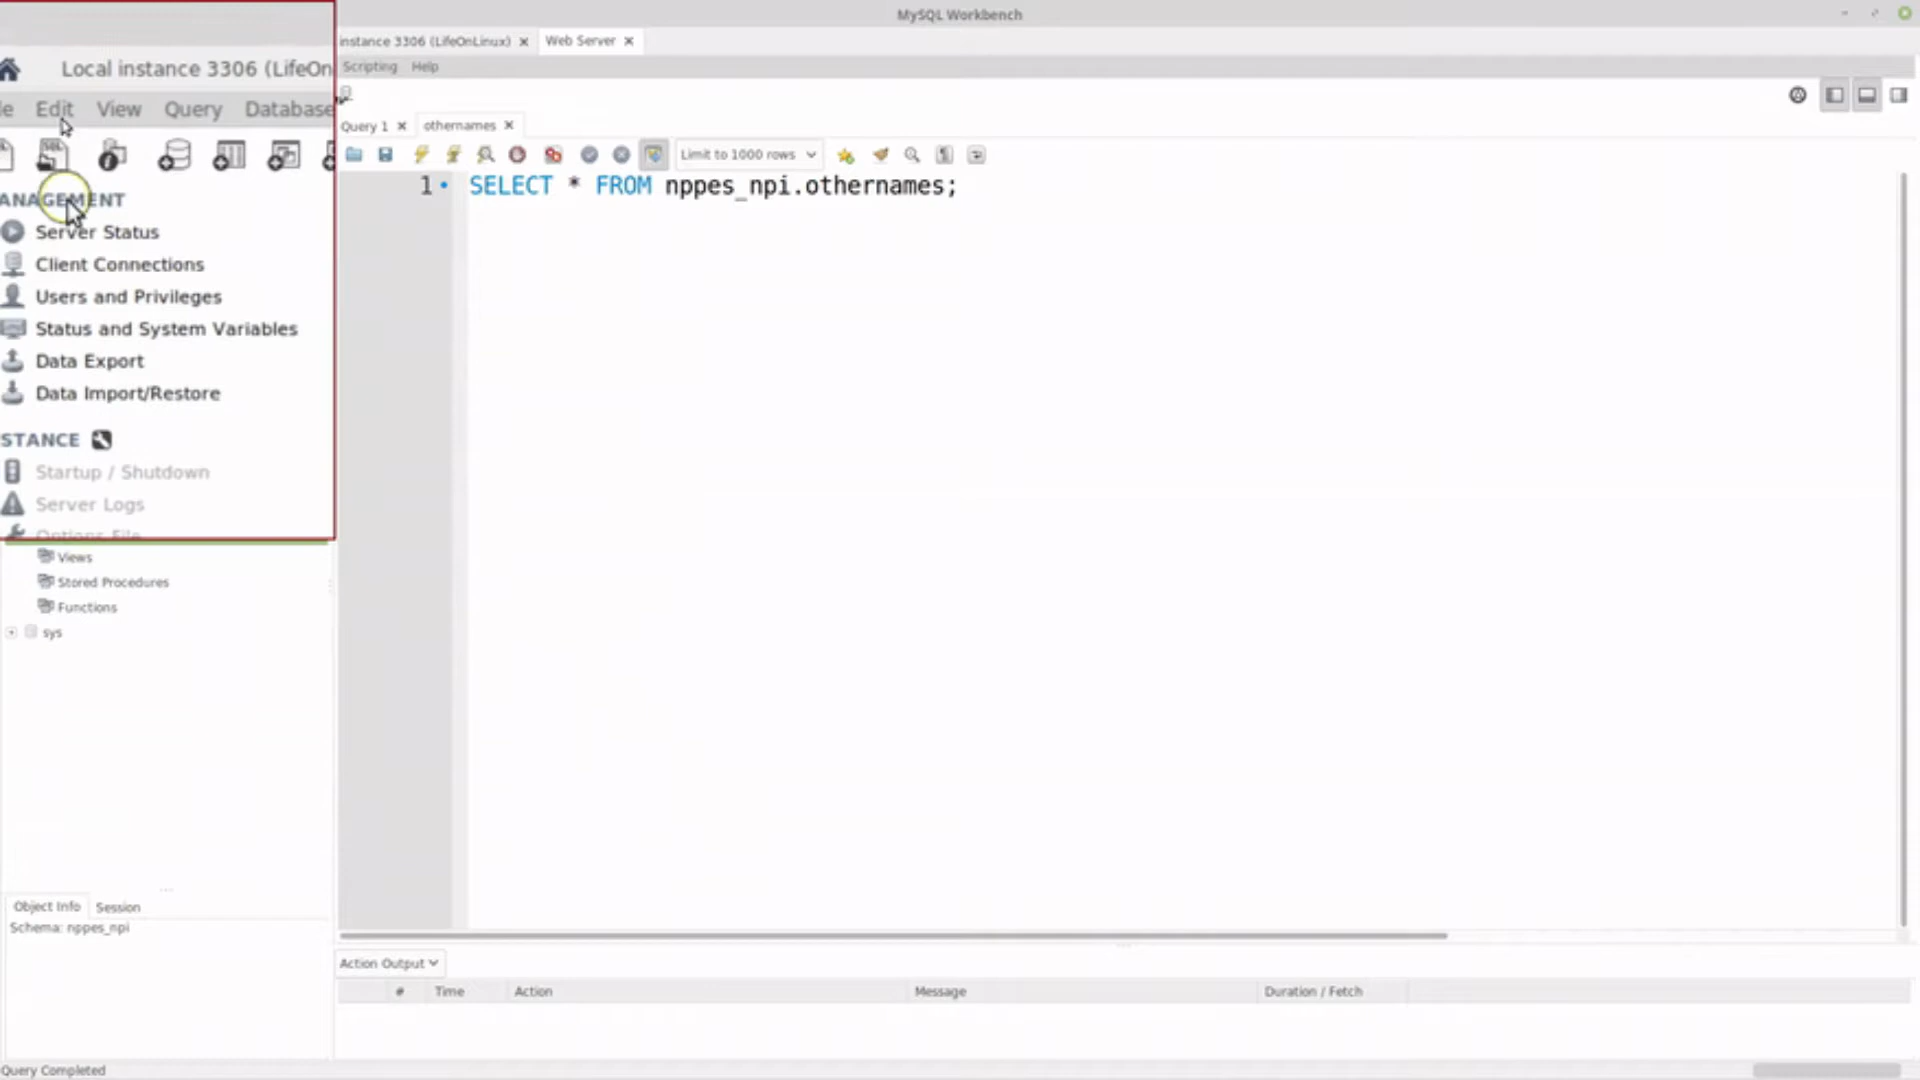 MySQL Workbench
Local instance 3306 (LifeOn
instance 3306 (LifeOnLinux)
Web Server
le Edit View Query Database
Scripting Help
Query 1
othernames
Limit to 1000 rows
1 SELECT * FROM nppes_npi.othernames;
ANAGEMENT
Server Status
Client Connections
Users and Privileges
Status and System Variables
Data Export
Data Import/Restore
STANCE
Startup / Shutdown
Server Logs
Options File
Views
Stored Procedures
Functions
sys
Object Info Session
Schema: nppes_npi
Action Output
# Time Action Message Duration / Fetch
Query Completed